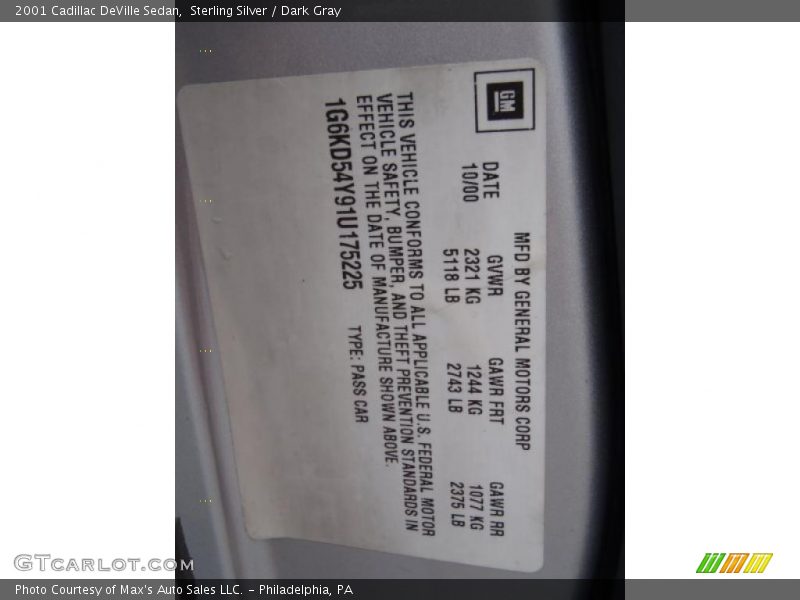 2001 Cadillac DeVille Sedan, Sterling Silver / Dark Gray
GM
MFD BY GENERAL MOTORS CORP
DATE GVWR GAWR FRT GAWR RR
10/00 2321 KG 1244 KG 1077 KG
5118 LB 2743 LB 2375 LB
THIS VEHICLE CONFORMS TO ALL APPLICABLE U.S. FEDERAL MOTOR
VEHICLE SAFETY, BUMPER, AND THEFT PREVENTION STANDARDS IN
EFFECT ON THE DATE OF MANUFACTURE SHOWN ABOVE.
1G6KD54Y91U175225 TYPE: PASS CAR
GTCarlot.com
Photo Courtesy of Max's Auto Sales LLC. – Philadelphia, PA